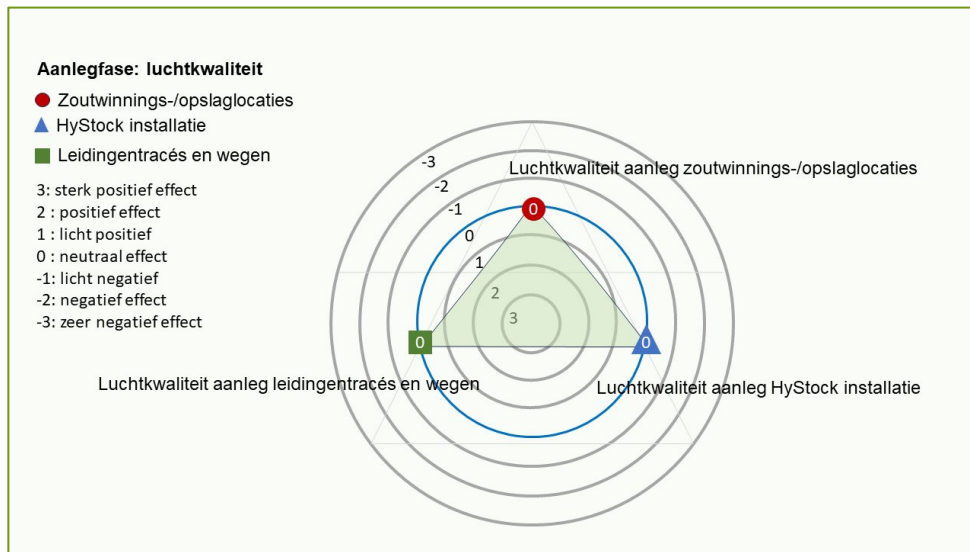 Aanlegfase: luchtkwaliteit
Zoutwinnings-/opslaglocaties
HyStock installatie
Leidingentracés en wegen
3: sterk positief effect
2 : positief effect
1 : licht positief
0 : neutraal effect
-1: licht negatief
-2: negatief effect
-3: zeer negatief effect
-3
-2
-1
0
1
2
3
Luchtkwaliteit aanleg zoutwinnings-/opslaglocaties
0
0
0
Luchtkwaliteit aanleg leidingentracés en wegen
Luchtkwaliteit aanleg HyStock installatie